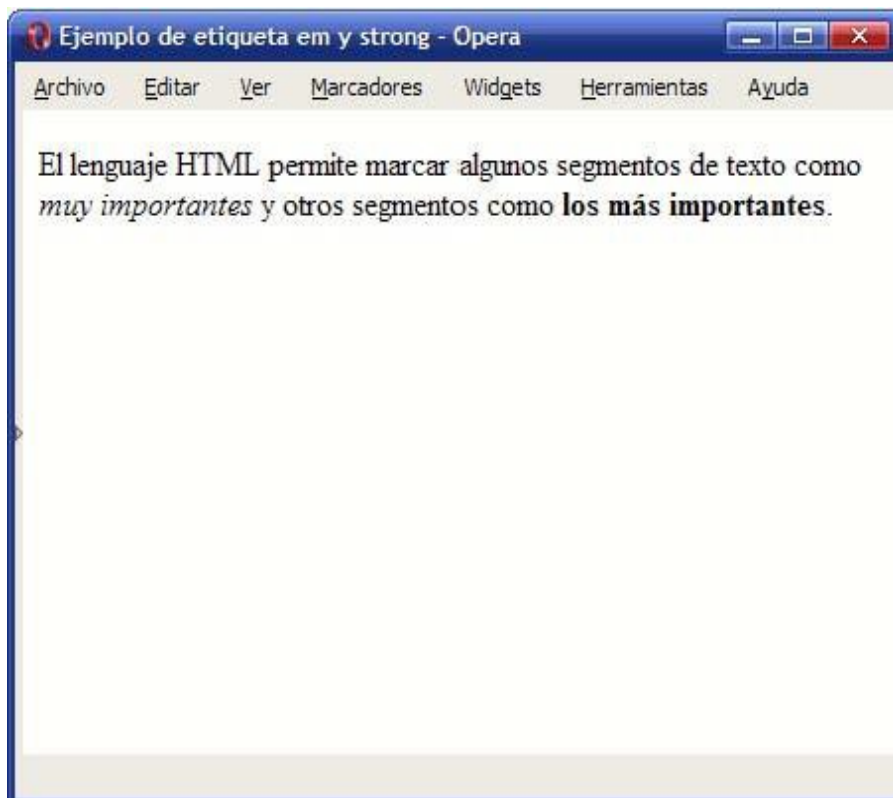 Ejemplo de etiqueta em y strong - Opera
Archivo Editar Ver Marcadores Widgets Herramientas Ayuda
El lenguaje HTML permite marcar algunos segmentos de texto como
muy importantes y otros segmentos como los más importantes.